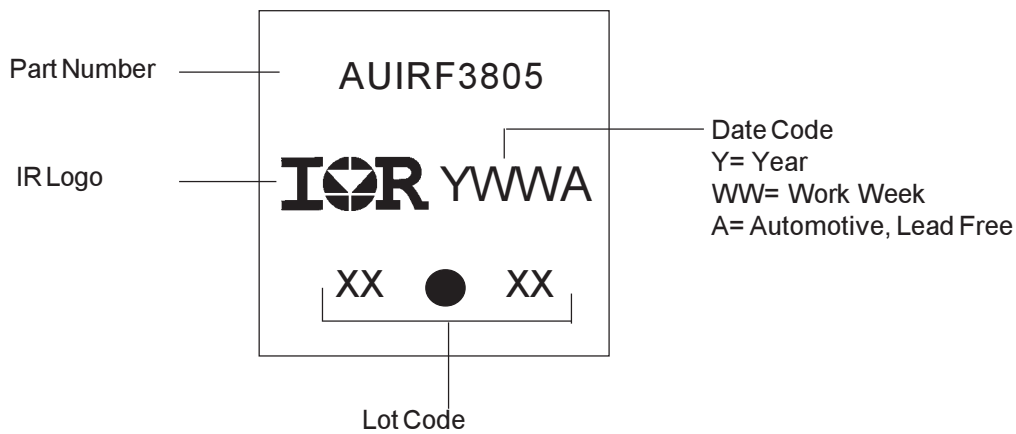 Part Number
AUIRF3805
IR Logo
IOR YWWA
Date Code
Y= Year
WW= Work Week
A= Automotive, Lead Free
XX XX
Lot Code